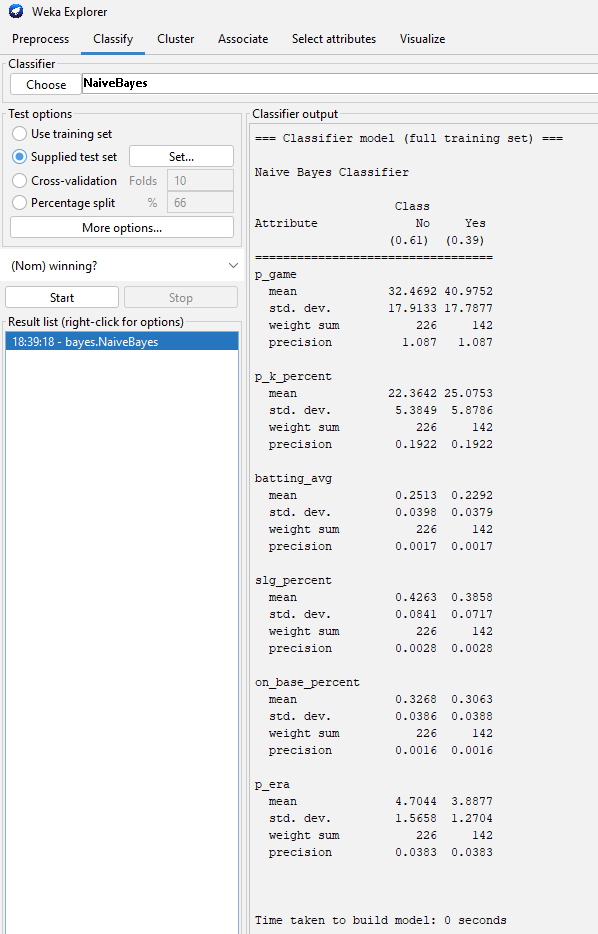 Weka Explorer
Preprocess Classify Cluster Associate Select attributes Visualize
Classifier
Choose NaiveBayes
Test options
Use training set
Supplied test set Set...
Cross-validation Folds 10
Percentage split % 66
More options...
(Nom) winning?
Start Stop
Result list (right-click for options)
18:39:18 - bayes.NaiveBayes
Classifier output
=== Classifier model (full training set) ===
Naive Bayes Classifier
Class
Attribute No Yes
(0.61) (0.39)
==================================
p_game
mean 32.4692 40.9752
std. dev. 17.9133 17.7877
weight sum 226 142
precision 1.087 1.087
p_k_percent
mean 22.3642 25.0753
std. dev. 5.3849 5.8786
weight sum 226 142
precision 0.1922 0.1922
batting_avg
mean 0.2513 0.2292
std. dev. 0.0398 0.0379
weight sum 226 142
precision 0.0017 0.0017
slg_percent
mean 0.4263 0.3858
std. dev. 0.0841 0.0717
weight sum 226 142
precision 0.0028 0.0028
on_base_percent
mean 0.3268 0.3063
std. dev. 0.0386 0.0388
weight sum 226 142
precision 0.0016 0.0016
p_era
mean 4.7044 3.8877
std. dev. 1.5658 1.2704
weight sum 226 142
precision 0.0383 0.0383
Time taken to build model: 0 seconds